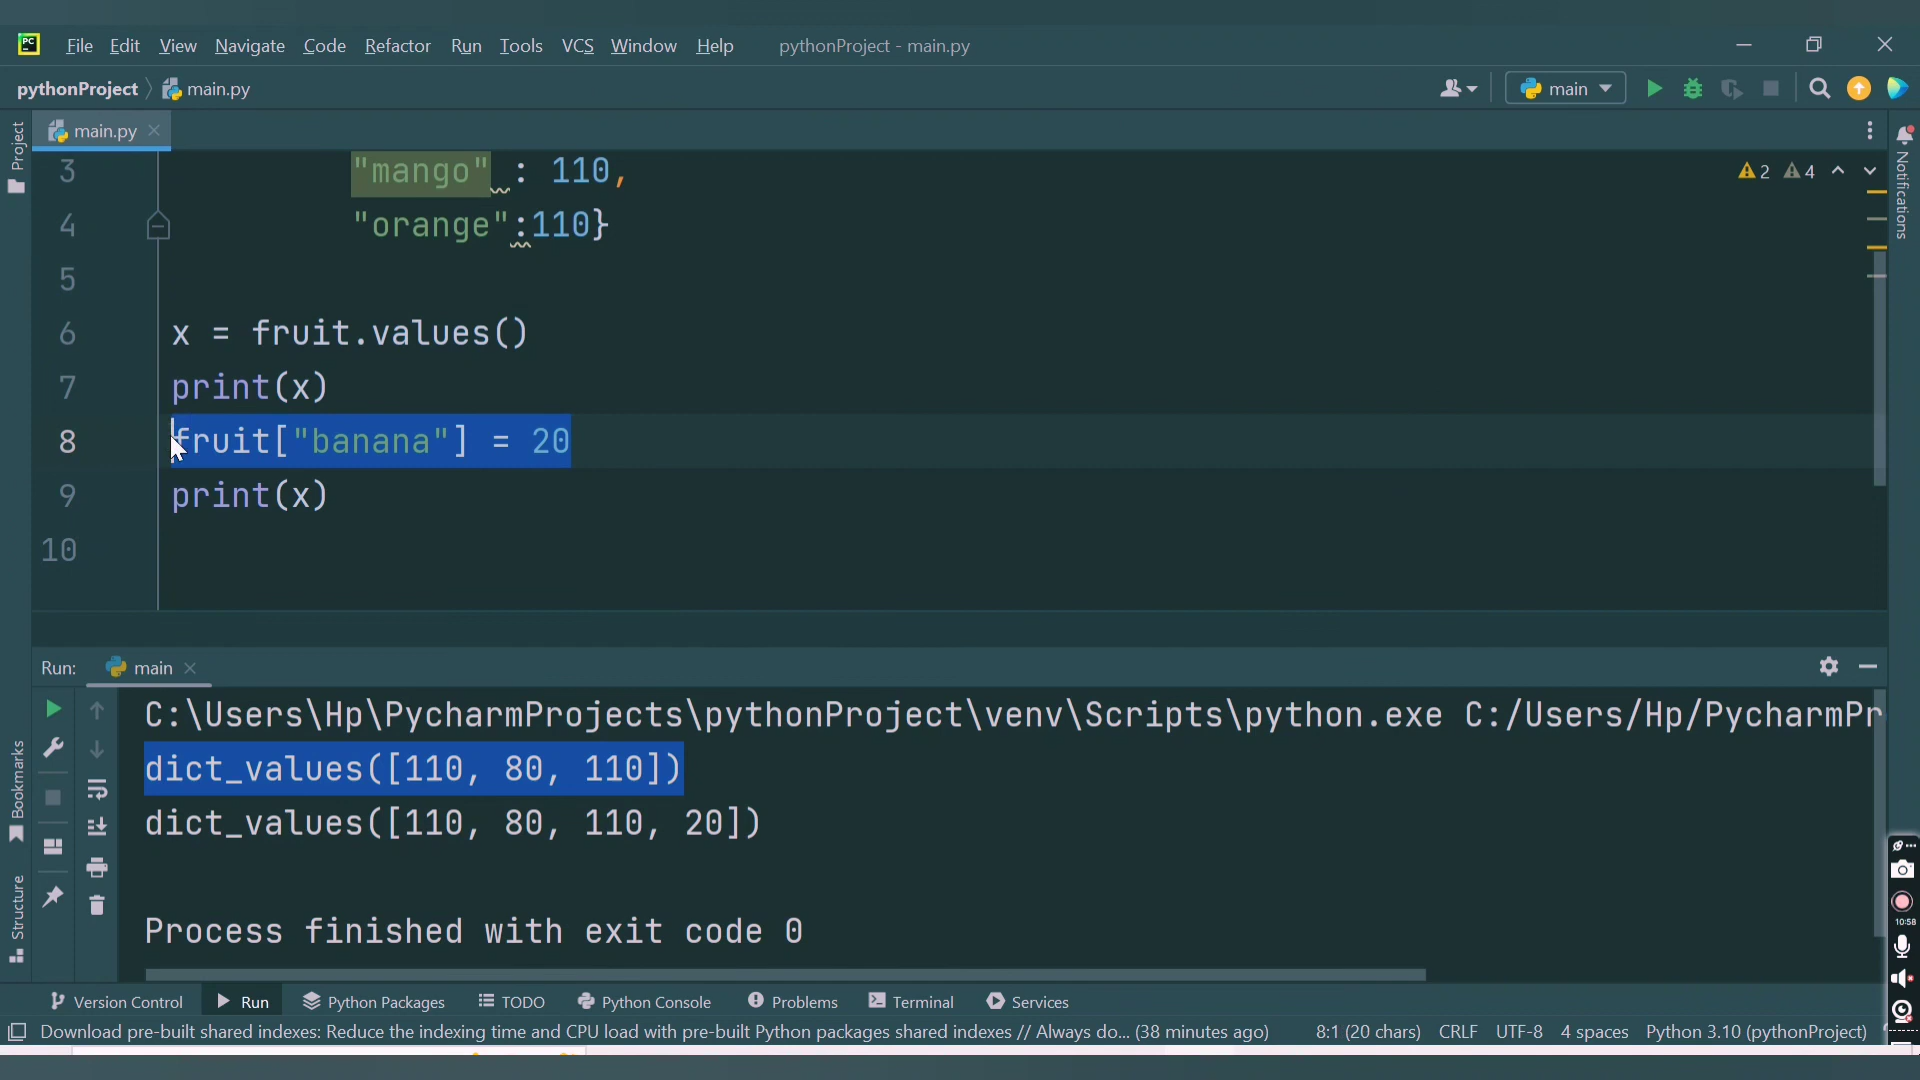 PC File Edit View Navigate Code Refactor Run Tools VCS Window Help pythonProject - main.py
pythonProject main.py main
Project main.py
3 "mango" : 110, 2 4
4 "orange":110}
5
6 x = fruit.values()
7 print(x)
8 fruit["banana"] = 20
9 print(x)
10
Notifications
Run: main
C:\Users\Hp\PycharmProjects\pythonProject\venv\Scripts\python.exe C:/Users/Hp/PycharmPr
dict_values([110, 80, 110])
dict_values([110, 80, 110, 20])
Process finished with exit code 0
Bookmarks
Structure
10:58
Version Control Run Python Packages TODO Python Console Problems Terminal Services
Download pre-built shared indexes: Reduce the indexing time and CPU load with pre-built Python packages shared indexes // Always do... (38 minutes ago) 8:1 (20 chars) CRLF UTF-8 4 spaces Python 3.10 (pythonProject)